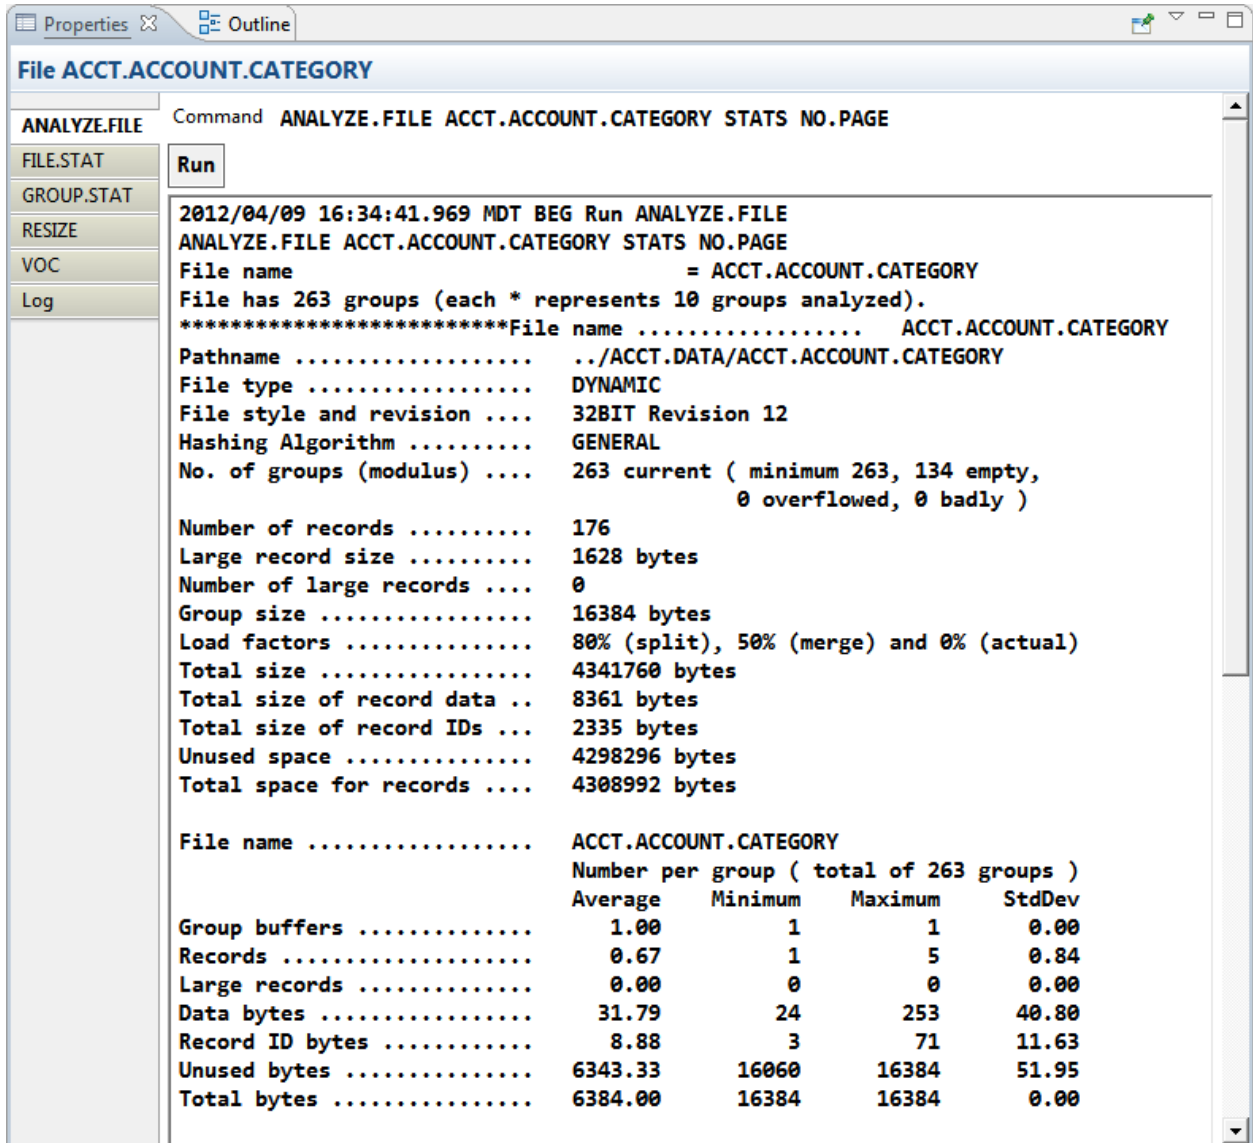 Properties Outline
File ACCT.ACCOUNT.CATEGORY
ANALYZE.FILE
FILE.STAT
GROUP.STAT
RESIZE
VOC
Log
Command ANALYZE.FILE ACCT.ACCOUNT.CATEGORY STATS NO.PAGE
Run
2012/04/09 16:34:41.969 MDT BEG Run ANALYZE.FILE
ANALYZE.FILE ACCT.ACCOUNT.CATEGORY STATS NO.PAGE
File name = ACCT.ACCOUNT.CATEGORY
File has 263 groups (each * represents 10 groups analyzed).
**************************File name .................. ACCT.ACCOUNT.CATEGORY
Pathname ................... ../ACCT.DATA/ACCT.ACCOUNT.CATEGORY
File type .................. DYNAMIC
File style and revision .... 32BIT Revision 12
Hashing Algorithm .......... GENERAL
No. of groups (modulus) .... 263 current ( minimum 263, 134 empty,
0 overflowed, 0 badly )
Number of records .......... 176
Large record size .......... 1628 bytes
Number of large records .... 0
Group size ................. 16384 bytes
Load factors ............... 80% (split), 50% (merge) and 0% (actual)
Total size ................. 4341760 bytes
Total size of record data .. 8361 bytes
Total size of record IDs ... 2335 bytes
Unused space ............... 4298296 bytes
Total space for records .... 4308992 bytes
File name .................. ACCT.ACCOUNT.CATEGORY
Number per group ( total of 263 groups )
Average Minimum Maximum StdDev
Group buffers .............. 1.00 1 1 0.00
Records .................... 0.67 1 5 0.84
Large records .............. 0.00 0 0 0.00
Data bytes ................. 31.79 24 253 40.80
Record ID bytes ............ 8.88 3 71 11.63
Unused bytes ............... 6343.33 16060 16384 51.95
Total bytes ................ 6384.00 16384 16384 0.00